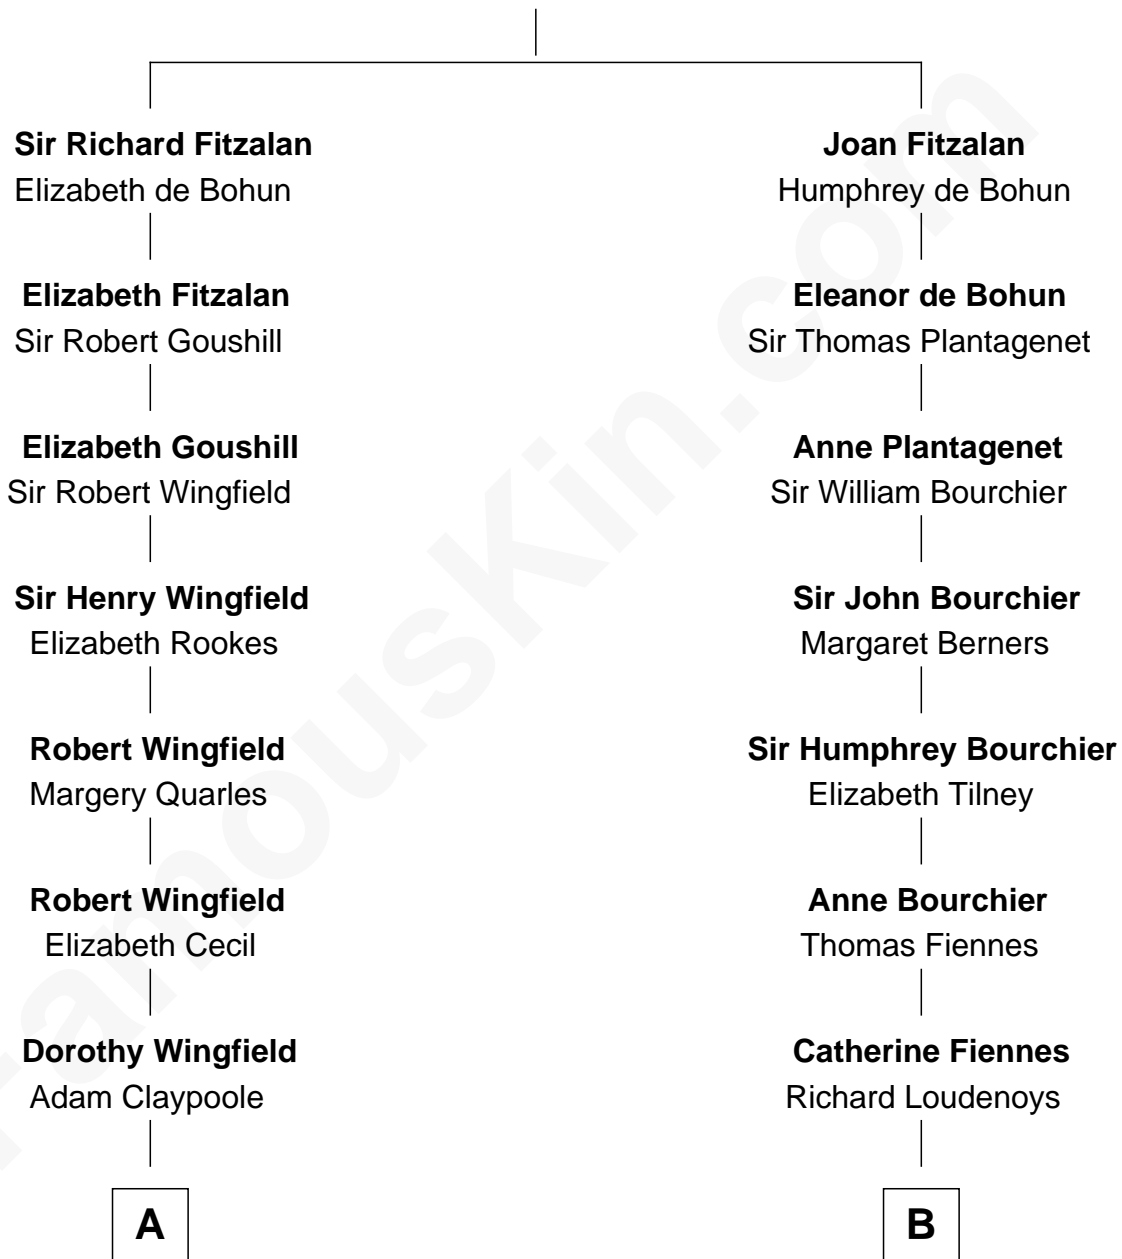 Sir Richard Fitzalan
Elizabeth de Bohun
Elizabeth Fitzalan
Sir Robert Goushill
Elizabeth Goushill
Sir Robert Wingfield
Sir Henry Wingfield
Elizabeth Rookes
Robert Wingfield
Margery Quarles
Robert Wingfield
Elizabeth Cecil
Dorothy Wingfield
Adam Claypoole
A
Joan Fitzalan
Humphrey de Bohun
Eleanor de Bohun
Sir Thomas Plantagenet
Anne Plantagenet
Sir William Bourchier
Sir John Bourchier
Margaret Berners
Sir Humphrey Bourchier
Elizabeth Tilney
Anne Bourchier
Thomas Fiennes
Catherine Fiennes
Richard Loudenoys
B
FamousKin.com